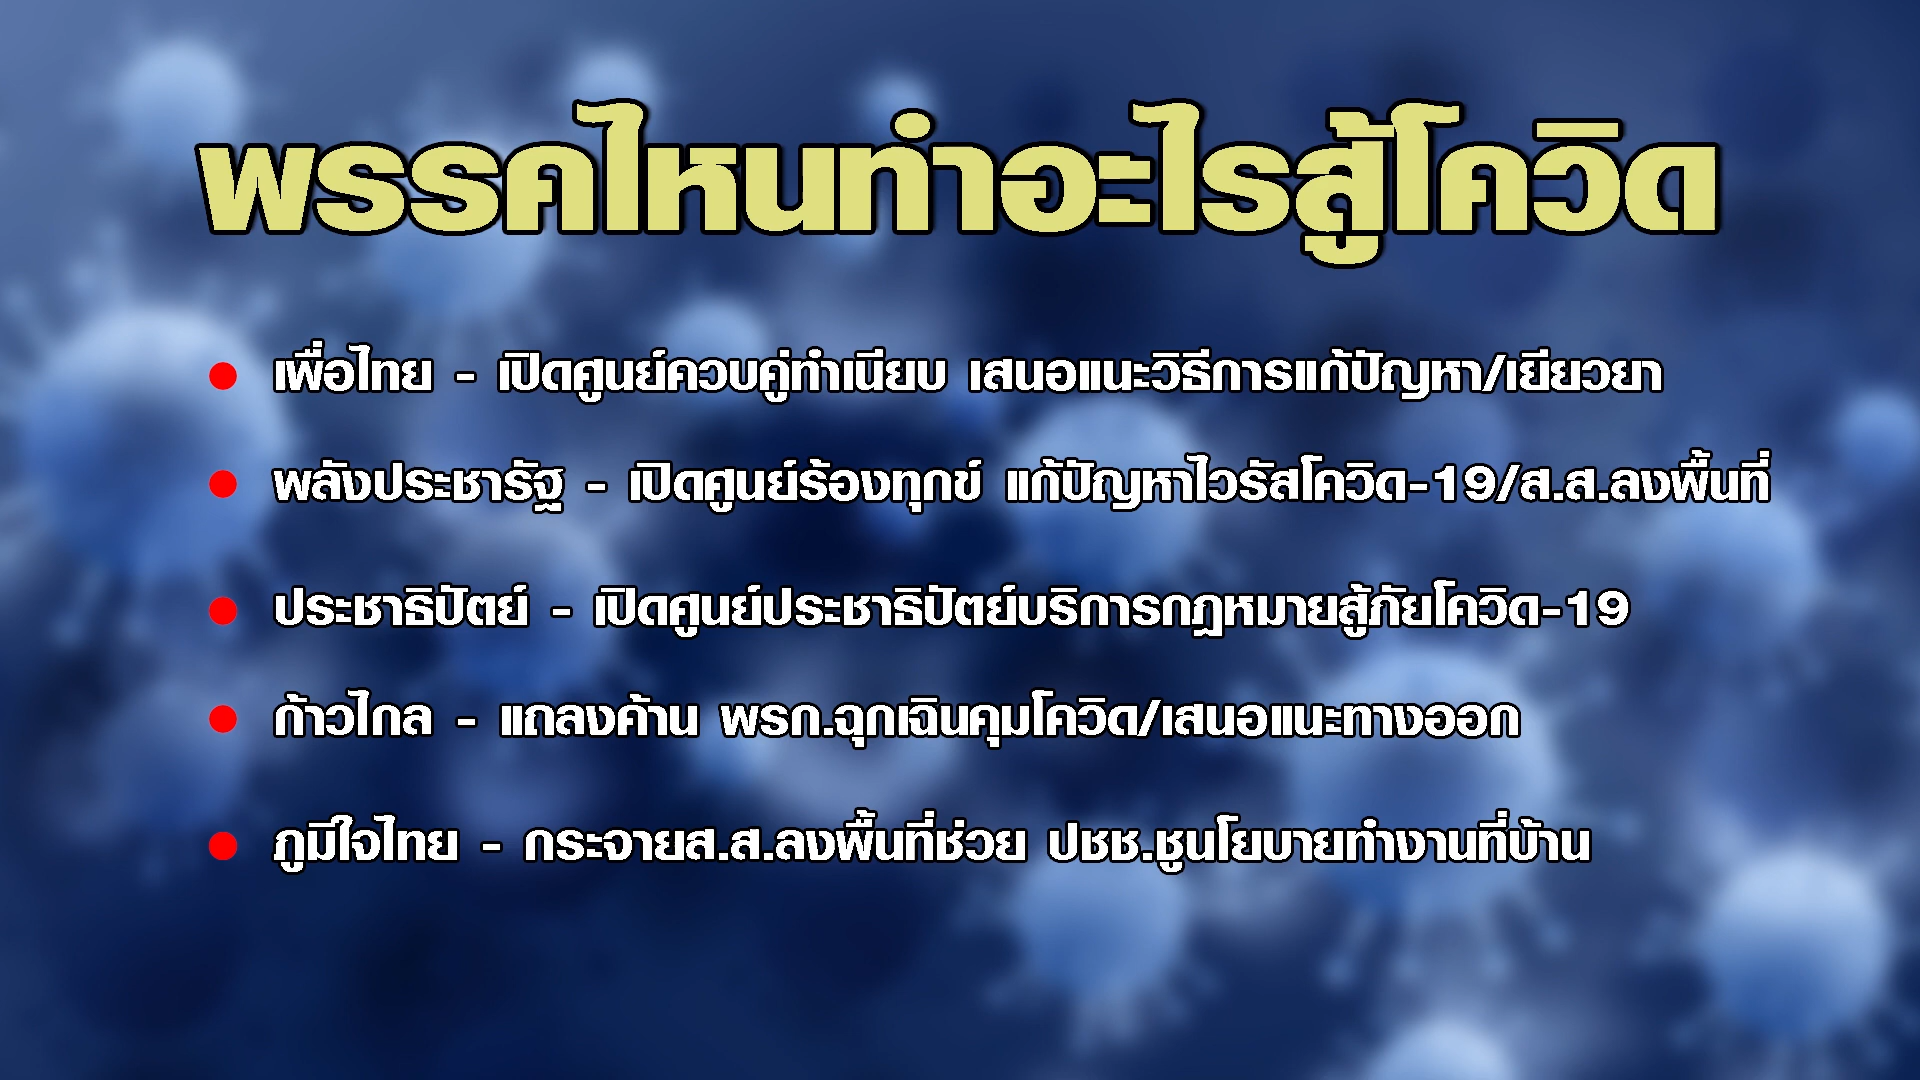 พรรคไหนทำอะไรสู้โควิด
เพื่อไทย - เปิดศูนย์ควบคู่ทำเนียบ เสนอแนะวิธีการแก้ปัญหา/เยียวยา
พลังประชารัฐ - เปิดศูนย์ร้องทุกข์ แก้ปัญหาไวรัสโควิด-19/ส.ส.ลงพื้นที่
ประชาธิปัตย์ - เปิดศูนย์ประชาธิปัตย์บริการกฎหมายสู้ภัยโควิด-19
ก้าวไกล - แถลงค้าน พรก.ฉุกเฉินคุมโควิด/เสนอแนะทางออก
ภูมิใจไทย - กระจายส.ส.ลงพื้นที่ช่วย ปชช.ชูนโยบายทำงานที่บ้าน